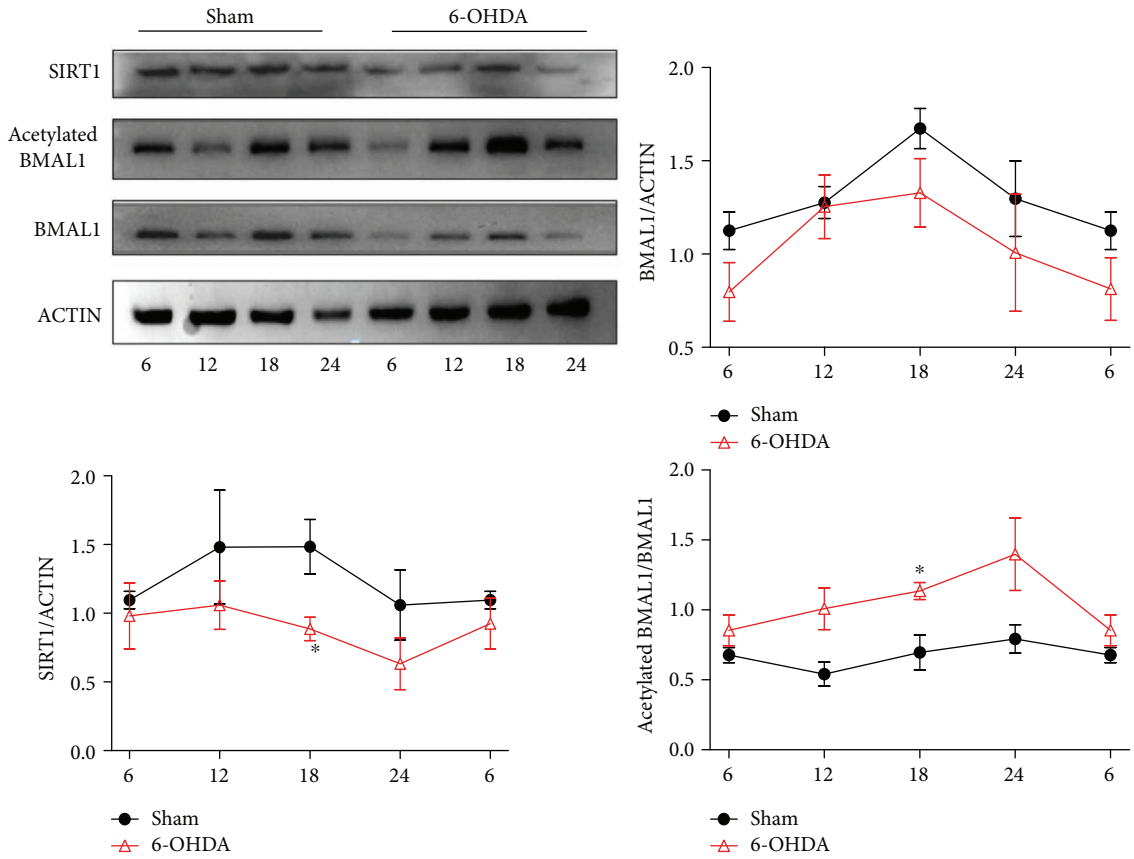 Sham 6-OHDA
SIRT1
Acetylated
BMAL1
BMAL1
ACTIN
6 12 18 24 6 12 18 24
BMAL1/ACTIN
2.0
1.5
1.0
0.5
6 12 18 24 6
Sham
6-OHDA
SIRT1/ACTIN
2.0
1.5
1.0
0.5
0.0
*
6 12 18 24 6
Sham
6-OHDA
Acetylated BMAL1/BMAL1
2.0
1.5
1.0
0.5
0.0
*
6 12 18 24 6
Sham
6-OHDA